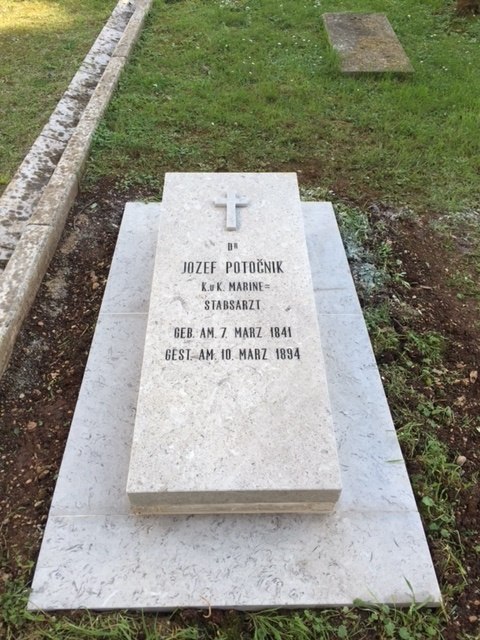 DR
JOZEF POTOČNIK
K.U K. MARINE=
STABSARZT.
GEB. AM. 7. MARZ 1841
GEST. AM. 10. MARZ 1894